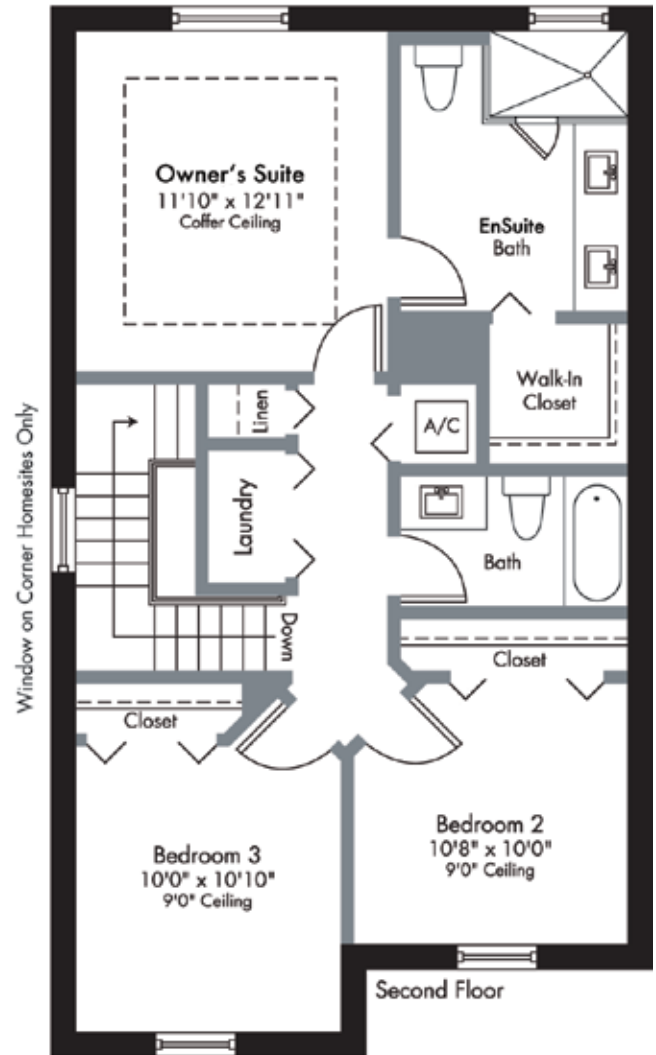 Owner's Suite
11'10" x 12'11"
Coffer Ceiling
EnSuite
Bath
Walk-In
Closet
Linen
A/C
Laundry
Bath
Window on Corner Homesites Only
Down
Closet
Closet
Bedroom 2
10'8" x 10'0"
9'0" Ceiling
Bedroom 3
10'0" x 10'10"
9'0" Ceiling
Second Floor